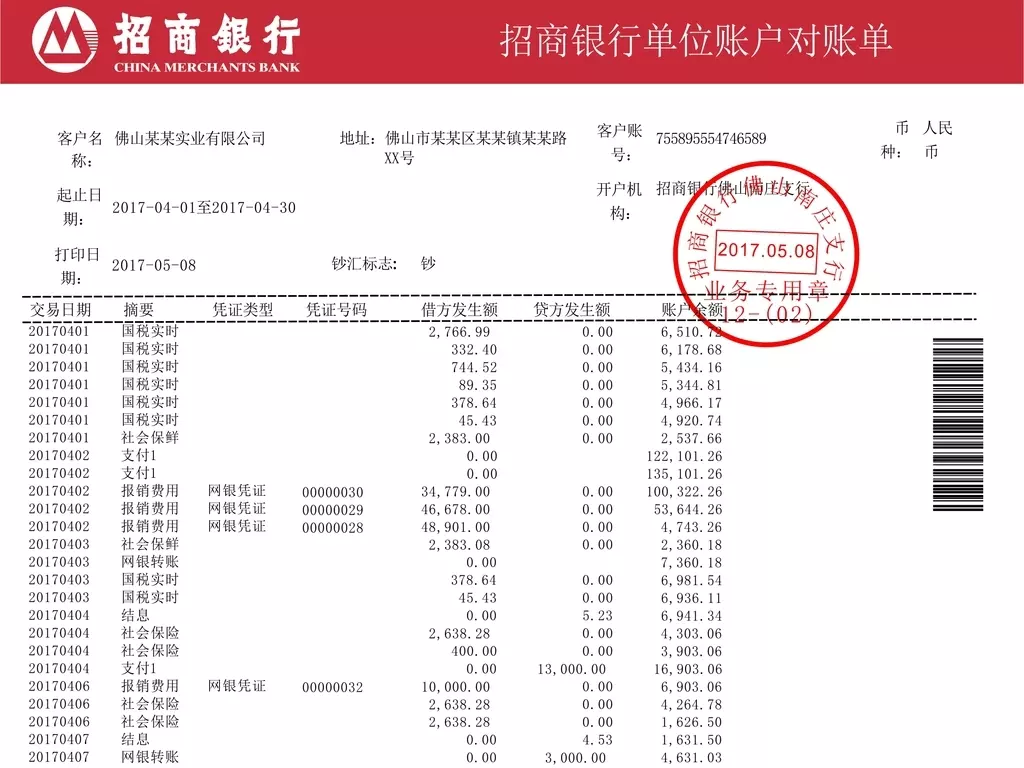 招商银行
CHINA MERCHANTS BANK
招商银行单位账户对账单
客户名称: 佛山某某实业有限公司 地址: 佛山市某某区某某镇某某路XX号 客户账号: 755895554746589 币种: 人民币
起止日期: 2017-04-01至2017-04-30 开户机构: 招商银行佛山南庄支行
打印日期: 2017-05-08 钞汇标志: 钞
招商银行佛山南庄支行
2017.05.08
业务专用章
12-(02)
交易日期 摘要 凭证类型 凭证号码 借方发生额 贷方发生额 账户余额
20170401 国税实时 2,766.99 0.00 6,510.72
20170401 国税实时 332.40 0.00 6,178.68
20170401 国税实时 744.52 0.00 5,434.16
20170401 国税实时 89.35 0.00 5,344.81
20170401 国税实时 378.64 0.00 4,966.17
20170401 国税实时 45.43 0.00 4,920.74
20170401 社会保鲜 2,383.00 0.00 2,537.66
20170402 支付1 0.00 122,101.26
20170402 支付1 0.00 135,101.26
20170402 报销费用 网银凭证 00000030 34,779.00 0.00 100,322.26
20170402 报销费用 网银凭证 00000029 46,678.00 0.00 53,644.26
20170402 报销费用 网银凭证 00000028 48,901.00 0.00 4,743.26
20170403 社会保鲜 2,383.08 0.00 2,360.18
20170403 网银转账 0.00 7,360.18
20170403 国税实时 378.64 0.00 6,981.54
20170403 国税实时 45.43 0.00 6,936.11
20170404 结息 0.00 5.23 6,941.34
20170404 社会保险 2,638.28 0.00 4,303.06
20170404 社会保险 400.00 0.00 3,903.06
20170404 支付1 0.00 13,000.00 16,903.06
20170406 报销费用 网银凭证 00000032 10,000.00 0.00 6,903.06
20170406 社会保险 2,638.28 0.00 4,264.78
20170406 社会保险 2,638.28 0.00 1,626.50
20170407 结息 0.00 4.53 1,631.50
20170407 网银转账 0.00 3,000.00 4,631.03